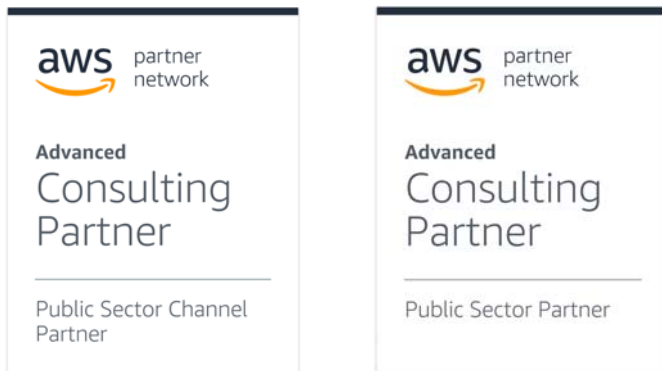 aws partner
network
Advanced
Consulting
Partner
Public Sector Channel
Partner
aws partner
network
Advanced
Consulting
Partner
Public Sector Partner